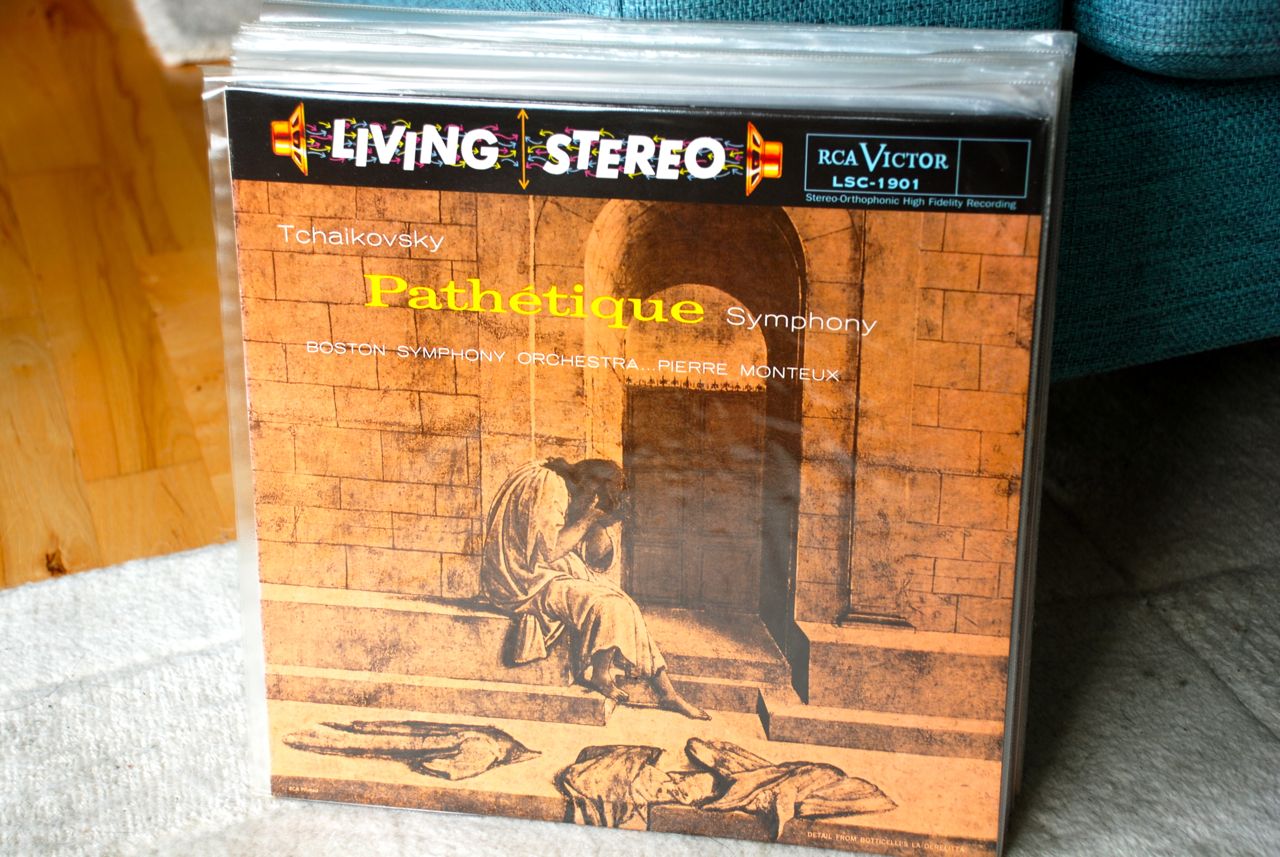 LIVING STEREO
RCA VICTOR
LSC-1901
Stereo-Orthophonic High Fidelity Recording
Tchaikovsky
Pathétique Symphony
BOSTON SYMPHONY ORCHESTRA...PIERRE MONTEUX
DETAIL FROM BOTTICELLI'S LA DERELITTA